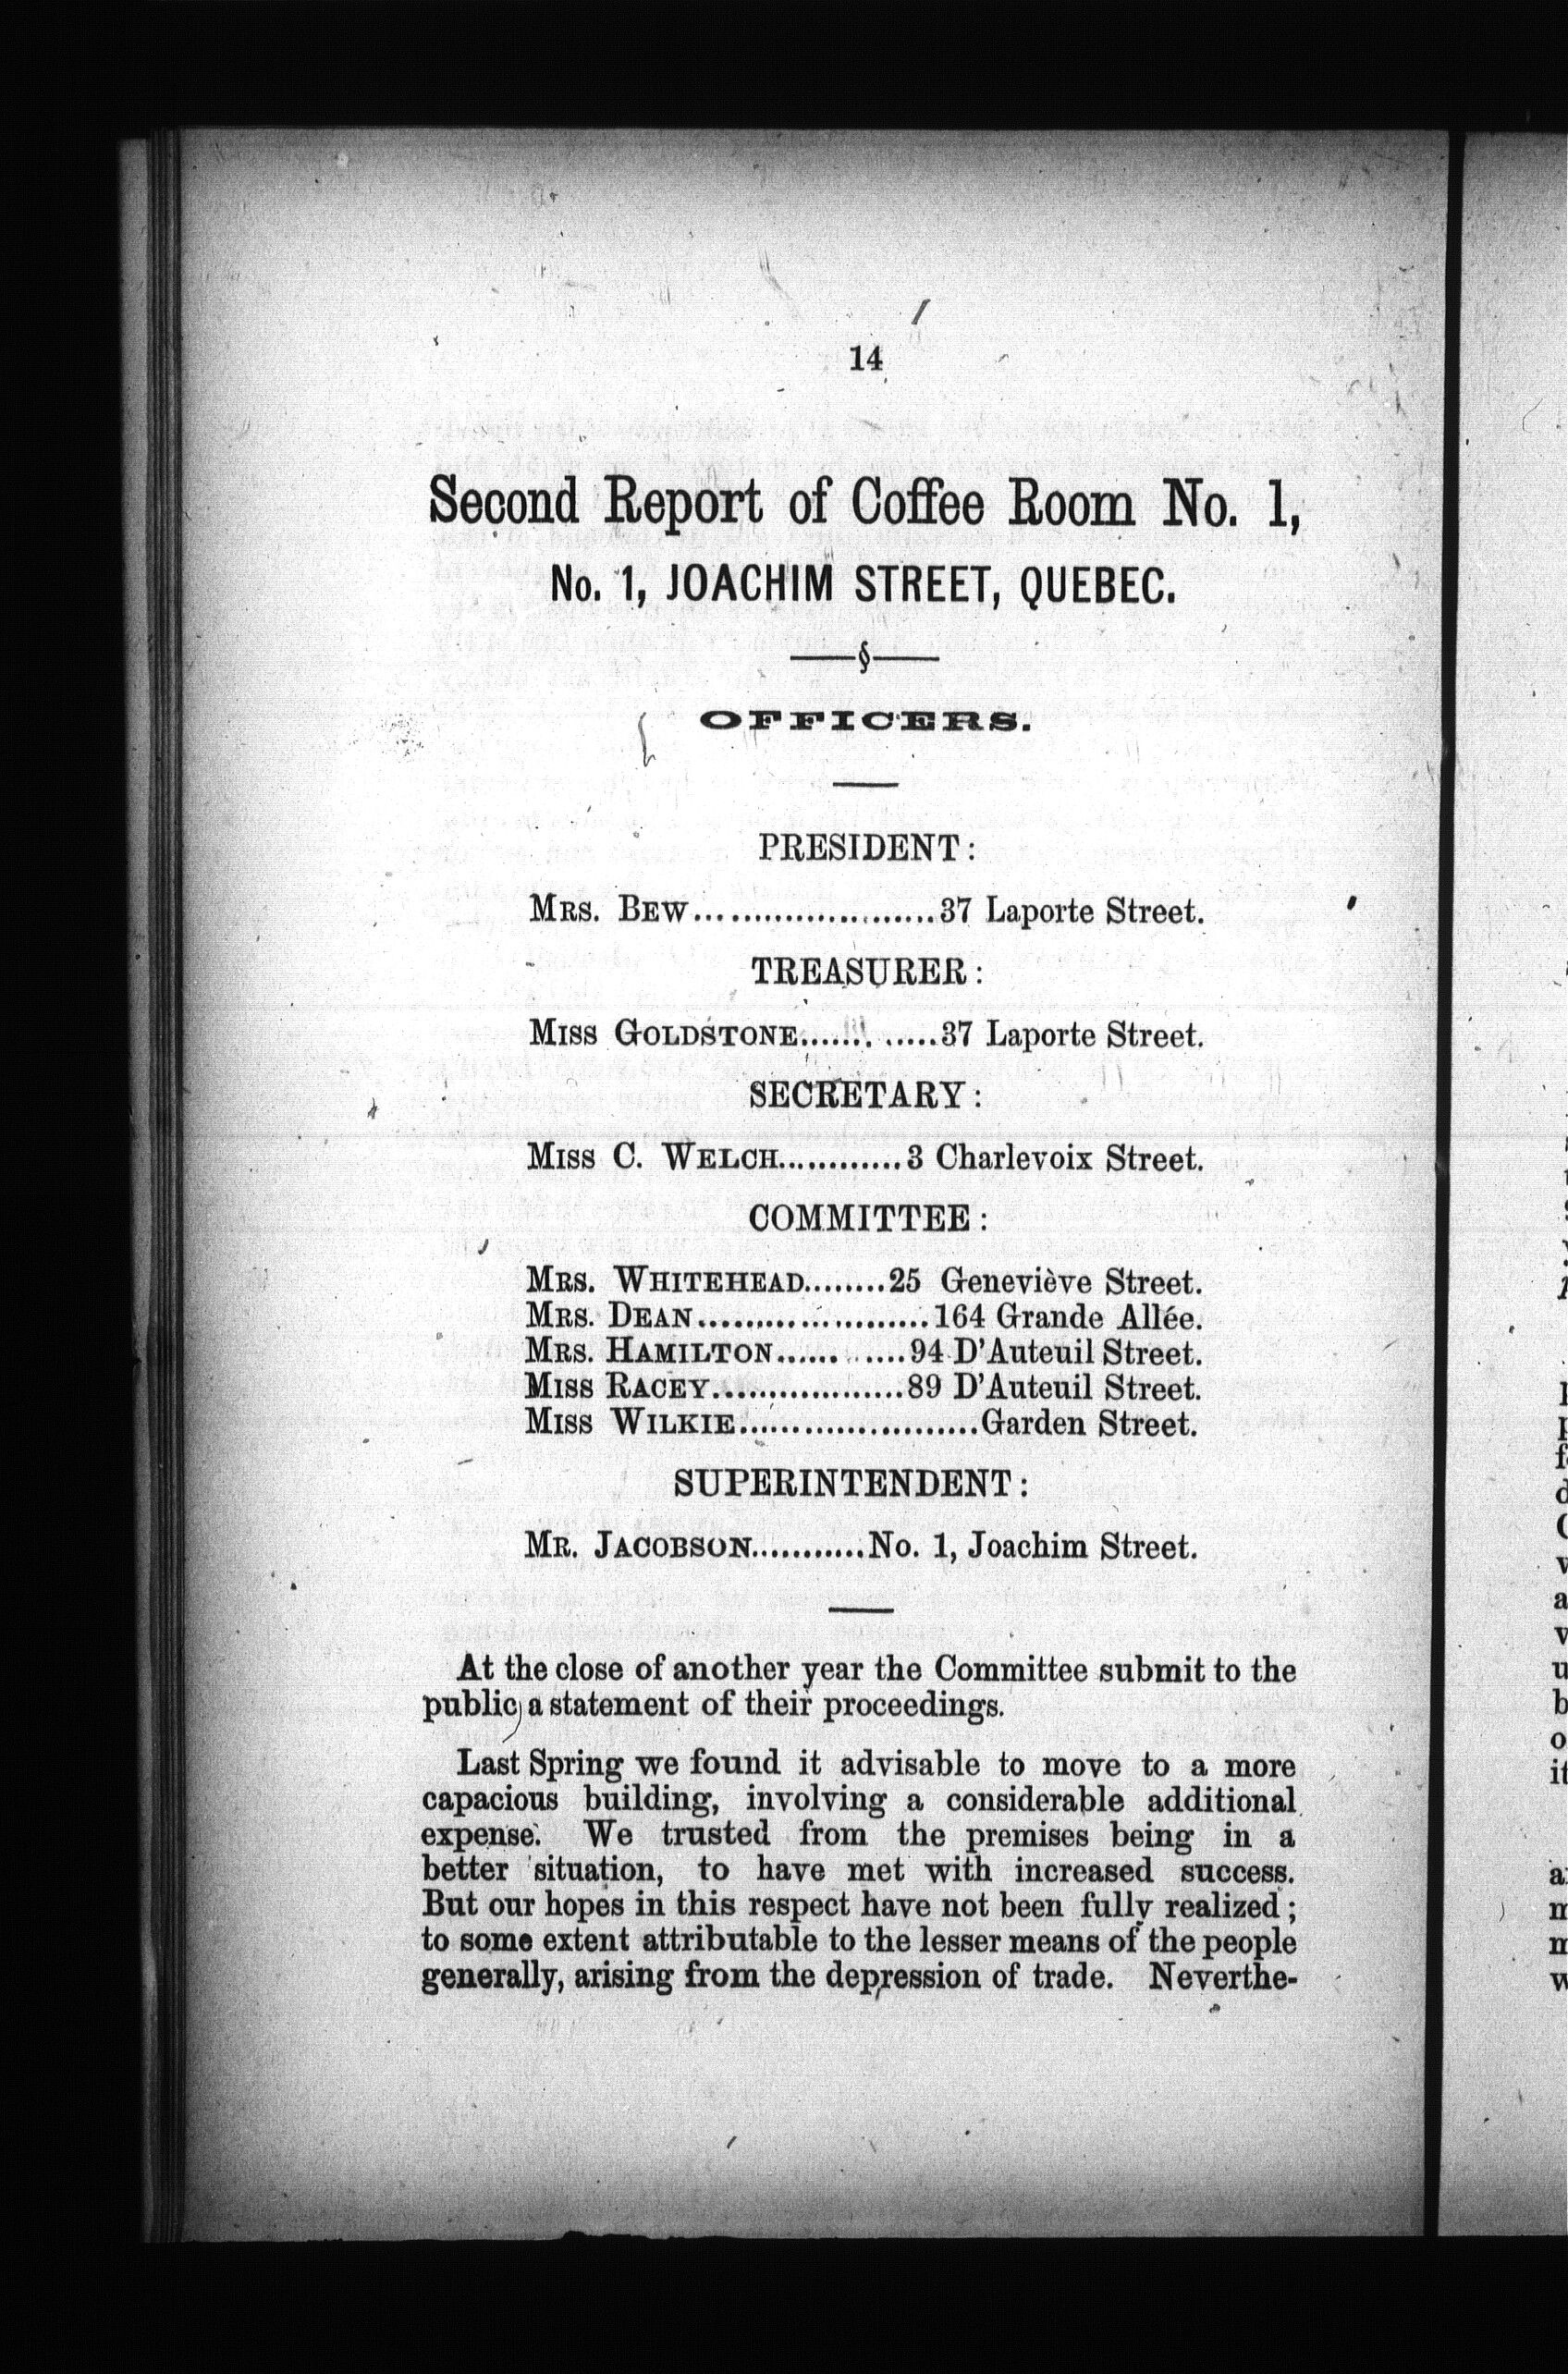 14
Second Report of Coffee Room No. 1,
No. 1, JOACHIM STREET, QUEBEC.
§
OFFICERS.
PRESIDENT:
MRS. BEW........................37 Laporte Street.
TREASURER:
MISS GOLDSTONE....... .....37 Laporte Street.
SECRETARY:
MISS C. WELCH............3 Charlevoix Street.
COMMITTEE:
MRS. WHITEHEAD........25 Geneviève Street.
MRS. DEAN.......................164 Grande Allée.
MRS. HAMILTON...... .....94 D'Auteuil Street.
MISS RACEY...................89 D'Auteuil Street.
MISS WILKIE.......................Garden Street.
SUPERINTENDENT:
MR. JACOBSON...........No. 1, Joachim Street.
At the close of another year the Committee submit to the
public a statement of their proceedings.
Last Spring we found it advisable to move to a more
capacious building, involving a considerable additional
expense. We trusted from the premises being in a
better situation, to have met with increased success.
But our hopes in this respect have not been fully realized;
to some extent attributable to the lesser means of the people
generally, arising from the depression of trade. Neverthe-